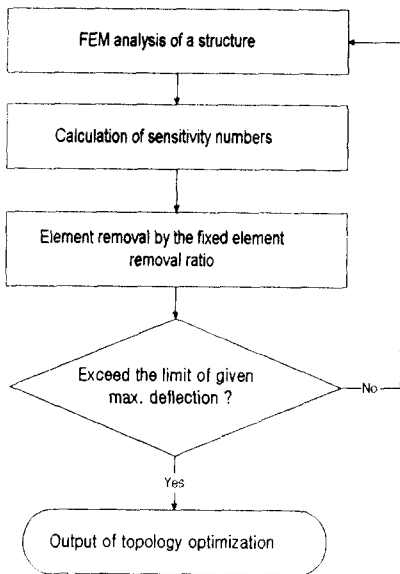 FEM analysis of a structure
Calculation of sensitivity numbers
Element removal by the fixed element
removal ratio
Exceed the limit of given
max. deflection ?
No
Yes
Output of topology optimization